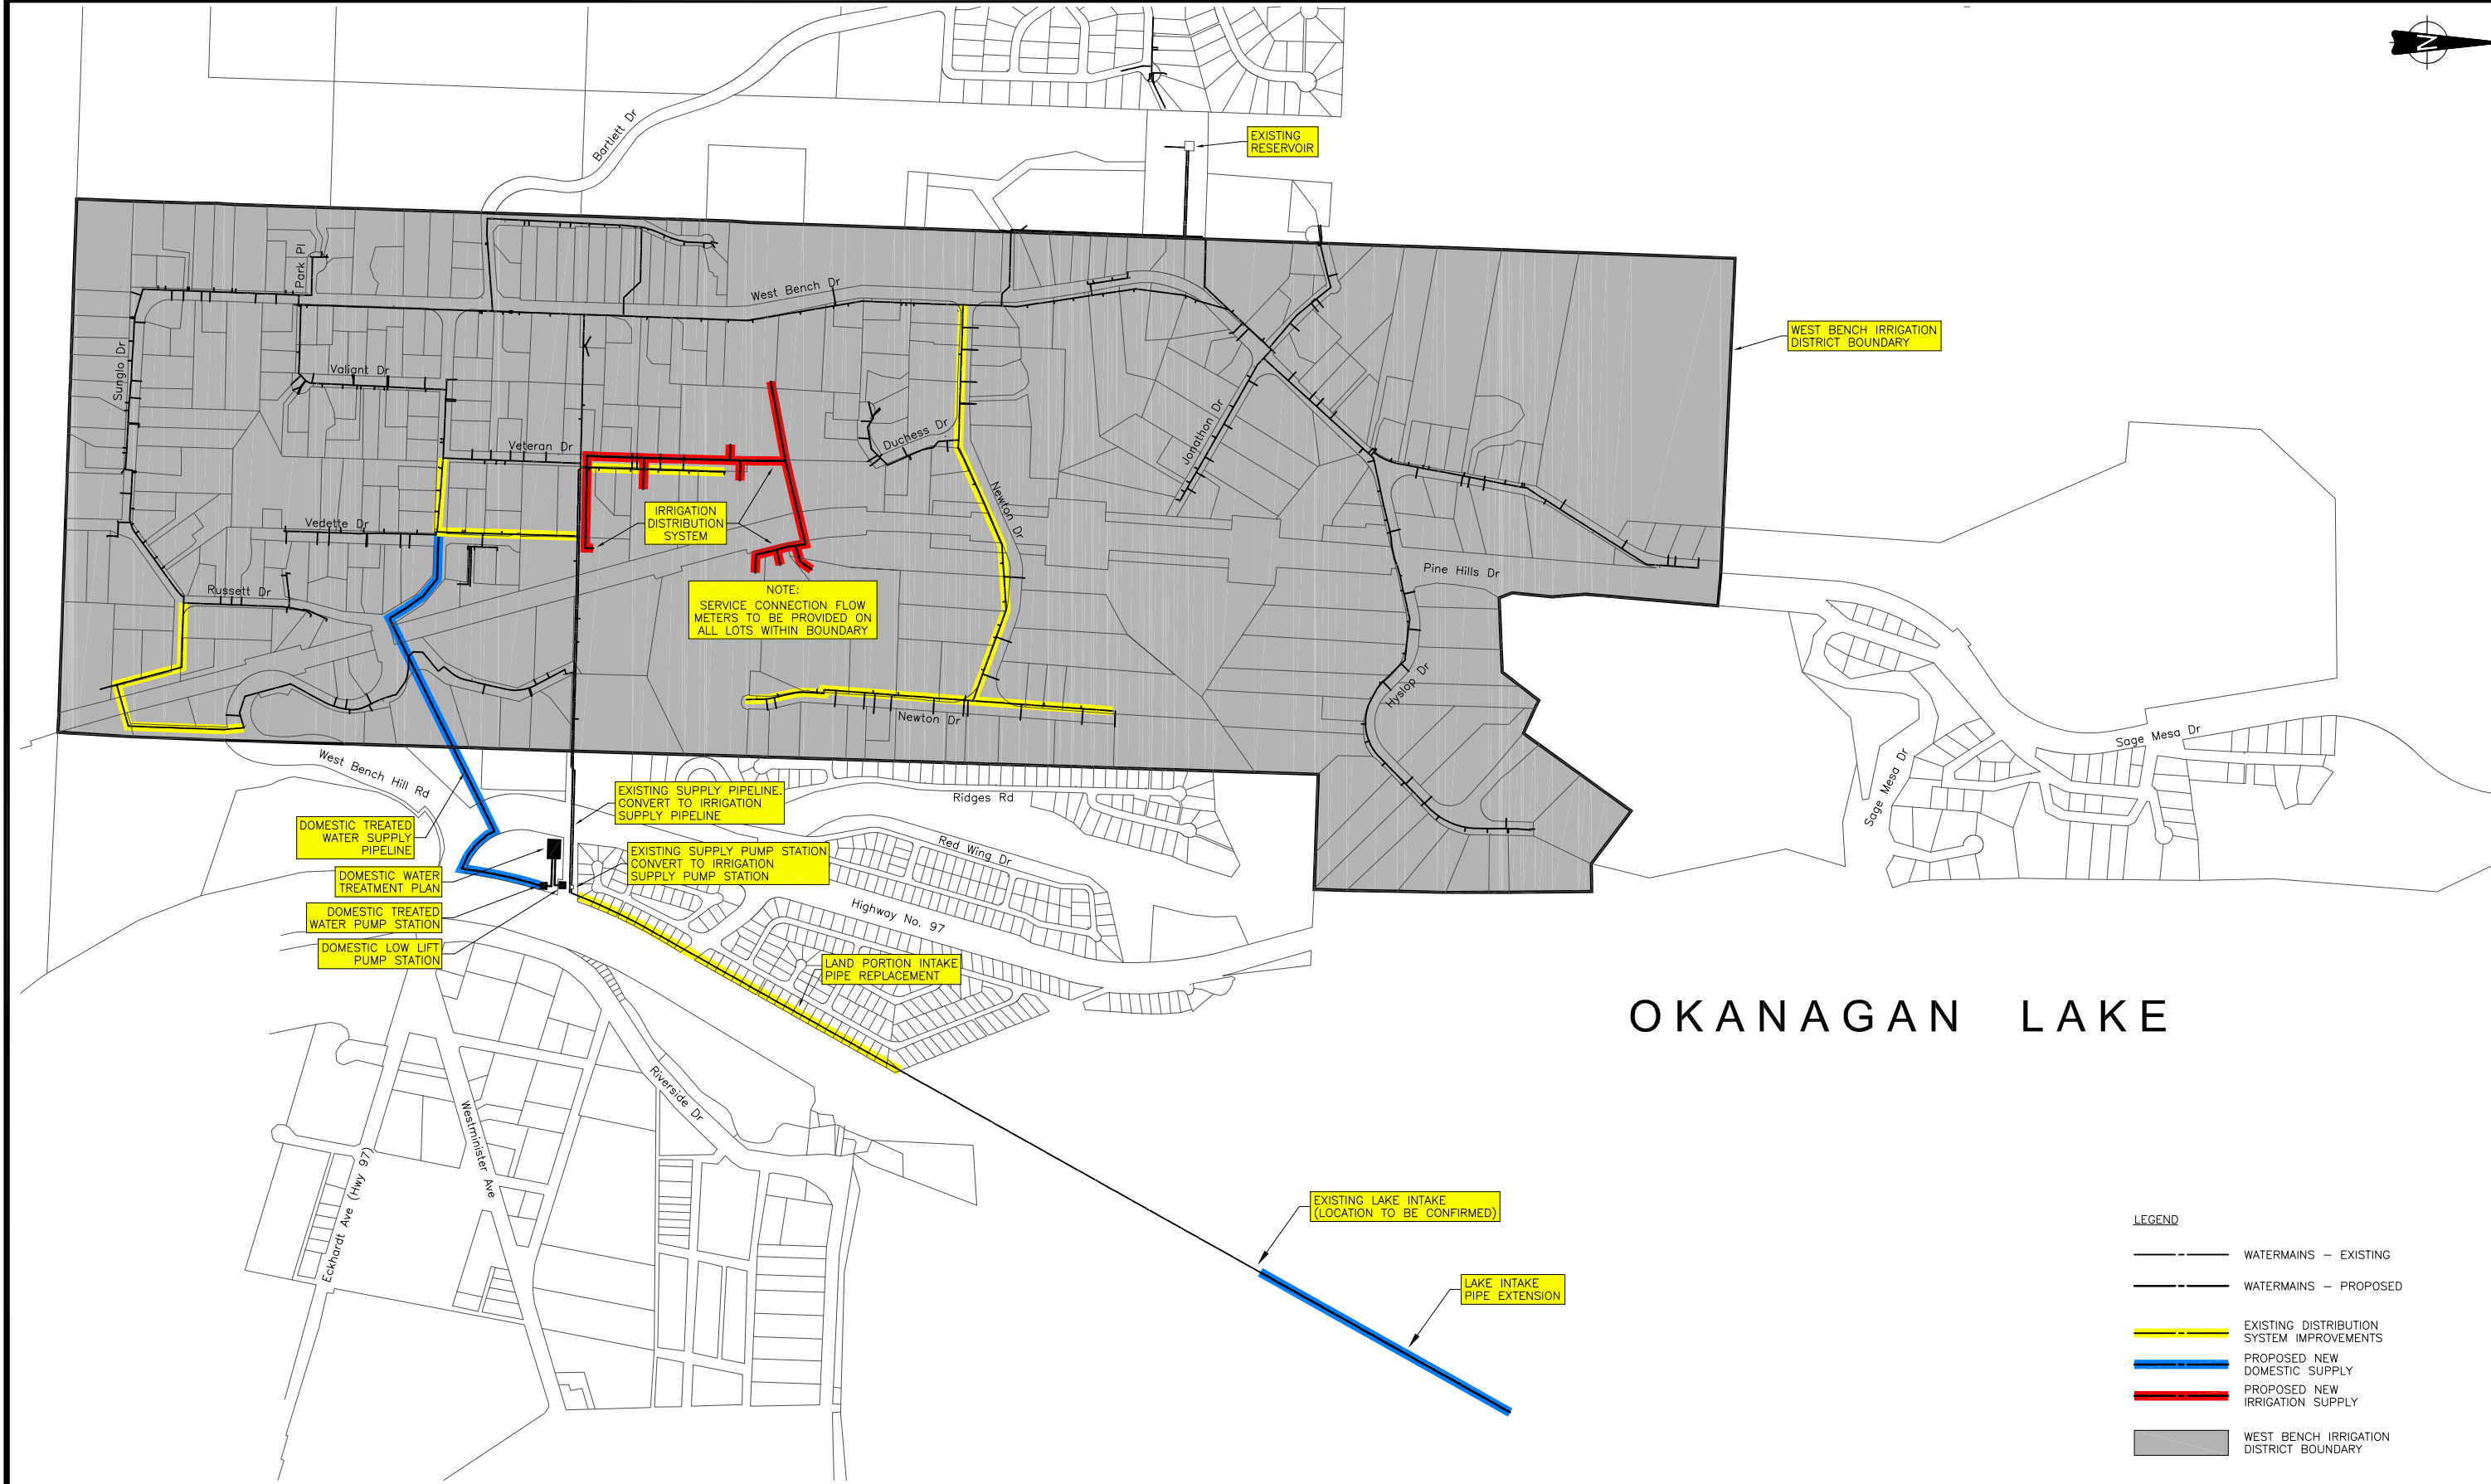 N
Bartlett Dr
EXISTING
RESERVOIR
Park Pl
West Bench Dr
WEST BENCH IRRIGATION
DISTRICT BOUNDARY
Sunglo Dr
Valiant Dr
Veteran Dr
Duchess Dr
Jonathon Dr
Newton Dr
IRRIGATION
DISTRIBUTION
SYSTEM
Vedette Dr
Russett Dr
Pine Hills Dr
NOTE:
SERVICE CONNECTION FLOW
METERS TO BE PROVIDED ON
ALL LOTS WITHIN BOUNDARY
Hyslop Dr
Newton Dr
Sage Mesa Dr
Sage Mesa Dr
West Bench Hill Rd
EXISTING SUPPLY PIPELINE.
CONVERT TO IRRIGATION
SUPPLY PIPELINE
Ridges Rd
DOMESTIC TREATED
WATER SUPPLY
PIPELINE
EXISTING SUPPLY PUMP STATION
CONVERT TO IRRIGATION
SUPPLY PUMP STATION
Red Wing Dr
DOMESTIC WATER
TREATMENT PLAN
DOMESTIC TREATED
WATER PUMP STATION
Highway No. 97
DOMESTIC LOW LIFT
PUMP STATION
LAND PORTION INTAKE
PIPE REPLACEMENT
OKANAGAN LAKE
Riverside Dr
Westminister Ave
Eckhardt Ave (Hwy 97)
EXISTING LAKE INTAKE
(LOCATION TO BE CONFIRMED)
LAKE INTAKE
PIPE EXTENSION
LEGEND
WATERMAINS – EXISTING
WATERMAINS – PROPOSED
EXISTING DISTRIBUTION
SYSTEM IMPROVEMENTS
PROPOSED NEW
DOMESTIC SUPPLY
PROPOSED NEW
IRRIGATION SUPPLY
WEST BENCH IRRIGATION
DISTRICT BOUNDARY